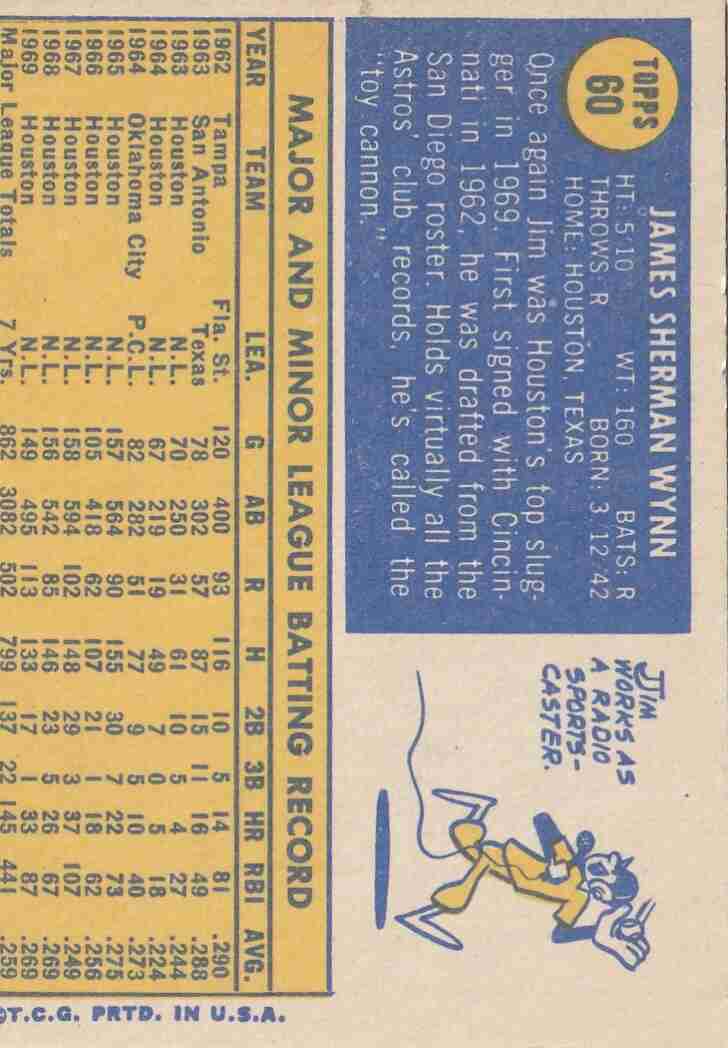 TOPPS
60
JAMES SHERMAN WYNN
HT: 5'10 WT: 160 BATS: R
THROWS: R BORN: 3/12/42
HOME: HOUSTON, TEXAS
Once again Jim was Houston's top slug-
ger in 1969. First signed with Cincin-
nati in 1962, he was drafted from the
San Diego roster. Holds virtually all the
Astros' club records, he's called the
"toy cannon."
JIM
WORKS AS
A RADIO
SPORTS-
CASTER.
MAJOR AND MINOR LEAGUE BATTING RECORD
YEAR TEAM LEA. G AB R H 2B 3B HR RBI AVG.
1962 Tampa Fla. St. 120 400 93 116 10 5 14 81 .290
1963 San Antonio Texas 78 302 57 87 15 11 16 49 .288
1963 Houston N.L. 70 250 31 61 10 5 4 27 .244
1964 Houston N.L. 67 219 19 49 7 0 5 18 .224
1964 Oklahoma City P.C.L. 82 282 51 77 9 5 10 40 .273
1965 Houston N.L. 157 564 90 155 30 7 22 73 .275
1966 Houston N.L. 105 418 62 107 21 1 18 62 .256
1967 Houston N.L. 158 594 102 148 29 3 37 107 .249
1968 Houston N.L. 156 542 85 146 23 5 26 67 .269
1969 Houston N.L. 149 495 113 133 17 1 33 87 .269
Major League Totals 7 Yrs. 862 3082 502 799 137 22 145 441 .259
©T.C.G. PRTD. IN U.S.A.